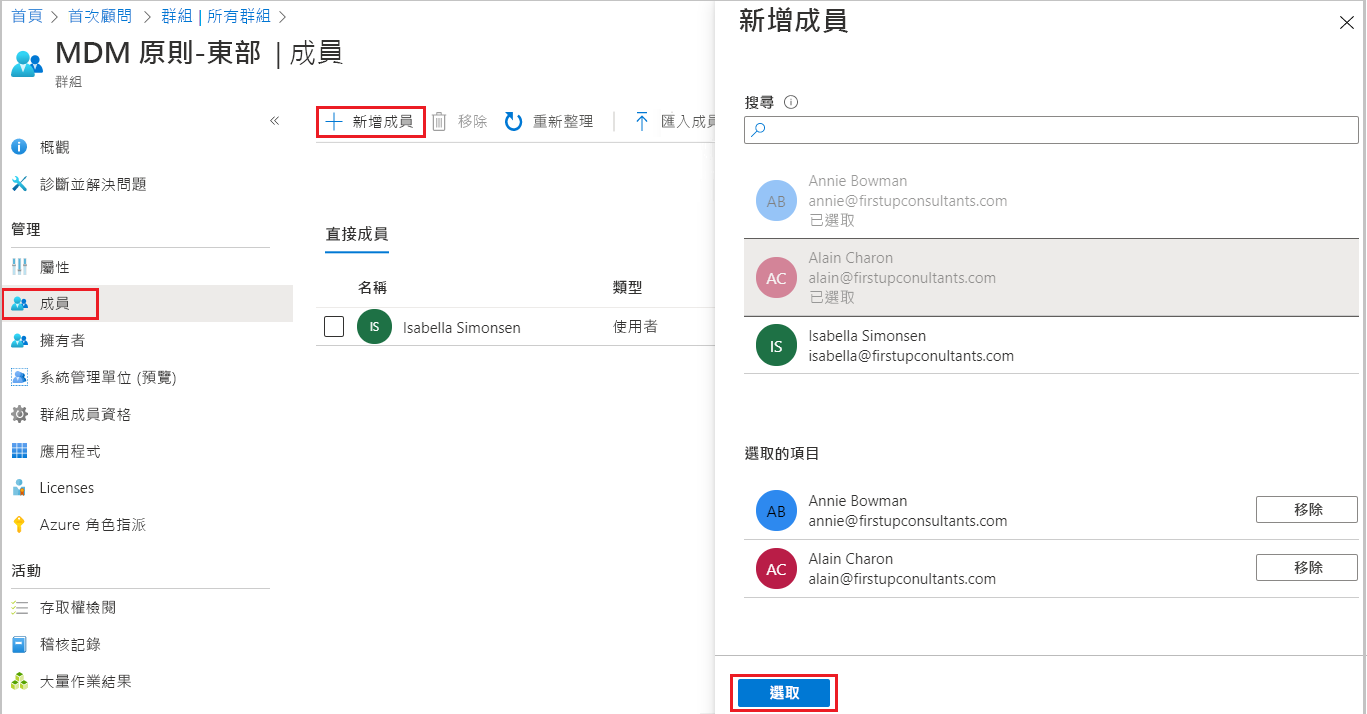 首頁 > 首次顧問 > 群組 | 所有群組 >
MDM 原則-東部 | 成員
群組
«
概觀
診斷並解決問題
管理
屬性
成員
擁有者
系統管理單位 (預覽)
群組成員資格
應用程式
Licenses
Azure 角色指派
活動
存取權檢閱
稽核記錄
大量作業結果
新增成員
移除
重新整理
匯入成員
直接成員
名稱 類型
IS Isabella Simonsen 使用者
新增成員
搜尋
AB
Annie Bowman
annie@firstupconsultants.com
已選取
AC
Alain Charon
alain@firstupconultants.com
已選取
IS
Isabella Simonsen
isabella@firstupconultants.com
選取的項目
AB
Annie Bowman
annie@firstupconsultants.com
移除
AC
Alain Charon
alain@firstupconultants.com
移除
選取